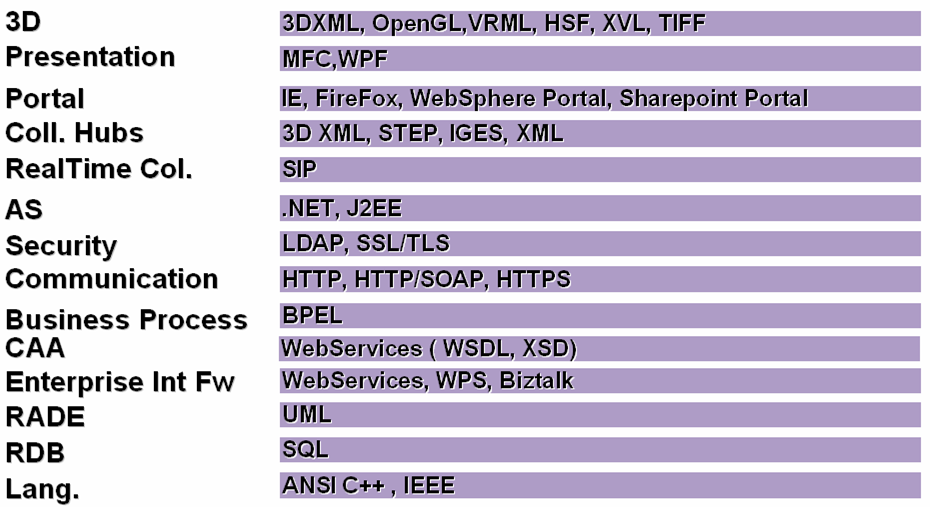 3D 3DXML, OpenGL,VRML, HSF, XVL, TIFF
Presentation MFC,WPF
Portal IE, FireFox, WebSphere Portal, Sharepoint Portal
Coll. Hubs 3D XML, STEP, IGES, XML
RealTime Col. SIP
AS .NET, J2EE
Security LDAP, SSL/TLS
Communication HTTP, HTTP/SOAP, HTTPS
Business Process BPEL
CAA WebServices ( WSDL, XSD)
Enterprise Int Fw WebServices, WPS, Biztalk
RADE UML
RDB SQL
Lang. ANSI C++ , IEEE